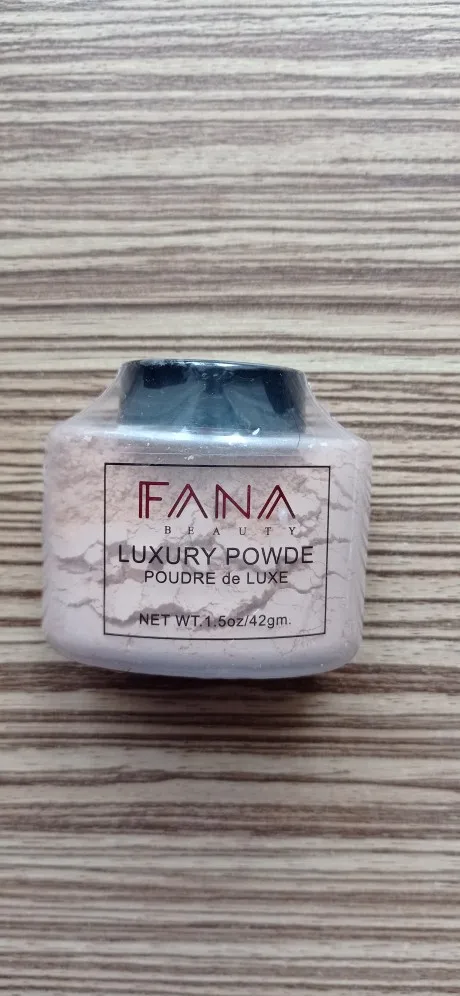 FANA
BEAUTY
LUXURY POWDE
POUDRE de LUXE
NET WT.1.5oz/42gm.